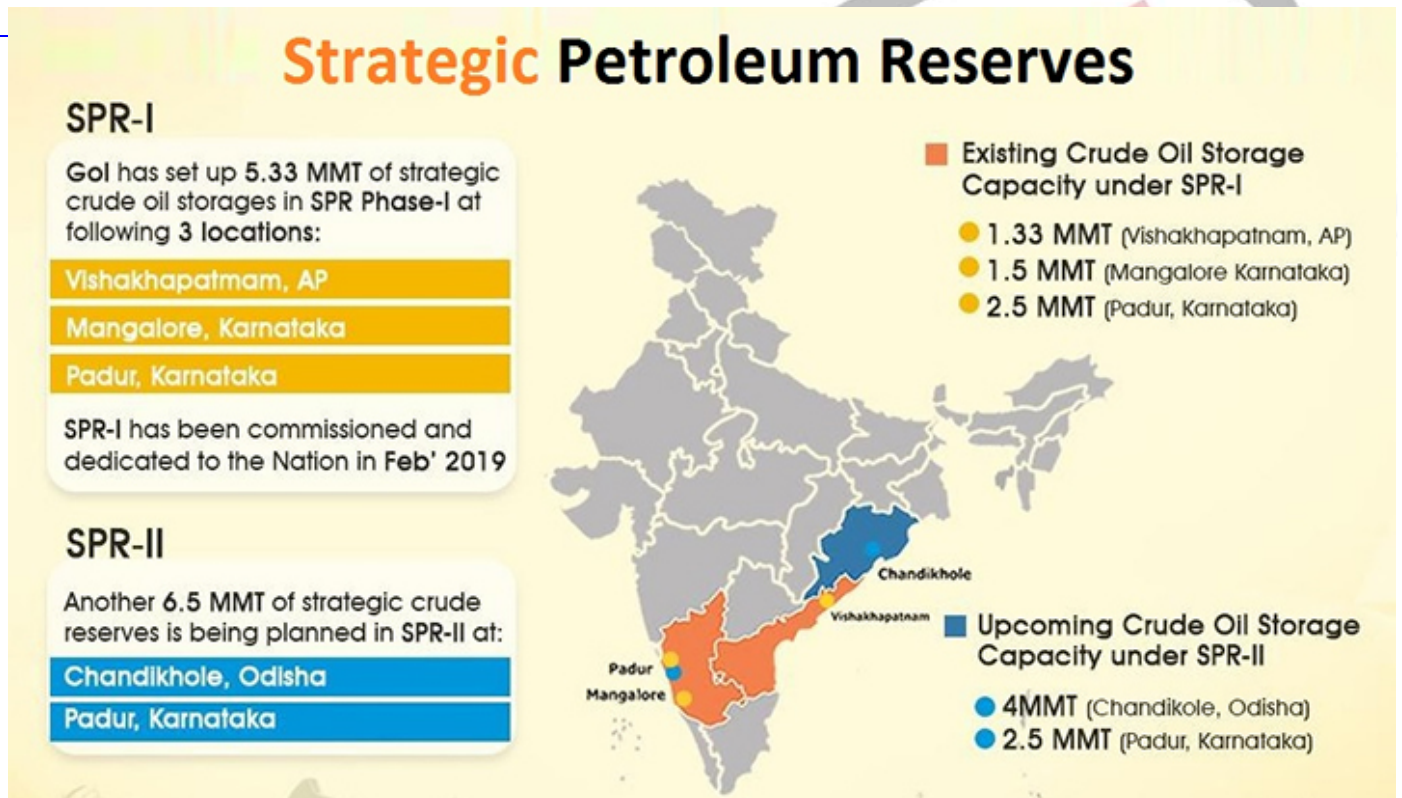 Strategic Petroleum Reserves
SPR-I
GoI has set up 5.33 MMT of strategic
crude oil storages in SPR Phase-I at
following 3 locations:
Vishakhapatmam, AP
Mangalore, Karnataka
Padur, Karnataka
SPR-I has been commissioned and
dedicated to the Nation in Feb' 2019
SPR-II
Another 6.5 MMT of strategic crude
reserves is being planned in SPR-II at:
Chandikhole, Odisha
Padur, Karnataka
Existing Crude Oil Storage
Capacity under SPR-I
1.33 MMT (Vishakhapatnam, AP)
1.5 MMT (Mangalore Karnataka)
2.5 MMT (Padur, Karnataka)
Chandikhole
Vishakhapatnam
Padur
Mangalore
Upcoming Crude Oil Storage
Capacity under SPR-II
4MMT (Chandikole, Odisha)
2.5 MMT (Padur, Karnataka)